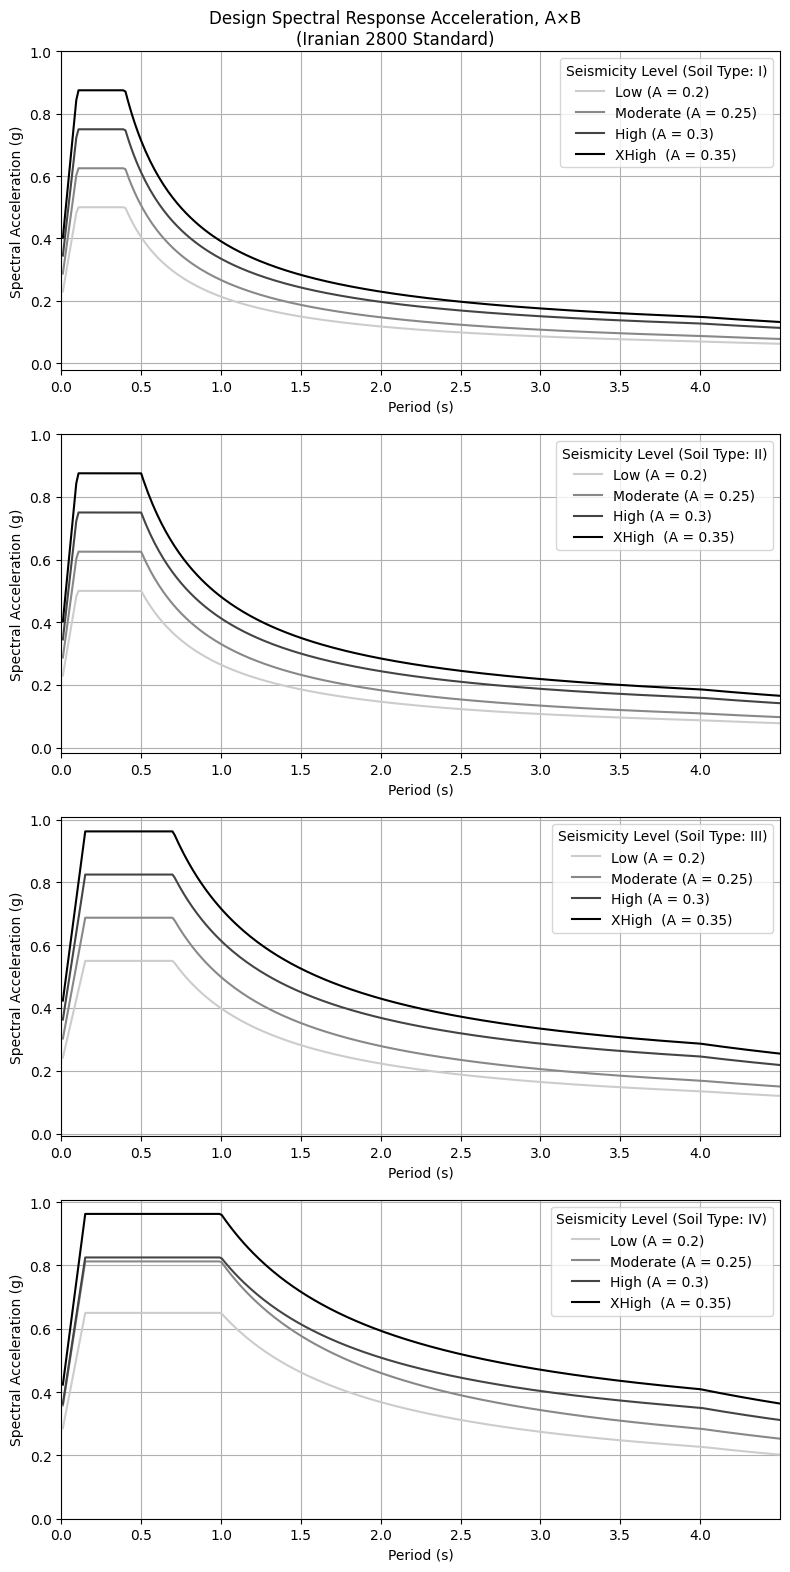 Design Spectral Response Acceleration, A×B
(Iranian 2800 Standard)
1.0
0.8
0.6
0.4
0.2
0.0
Spectral Acceleration (g)
Seismicity Level (Soil Type: I)
Low (A = 0.2)
Moderate (A = 0.25)
High (A = 0.3)
XHigh  (A = 0.35)
0.0 0.5 1.0 1.5 2.0 2.5 3.0 3.5 4.0
Period (s)
1.0
0.8
0.6
0.4
0.2
0.0
Spectral Acceleration (g)
Seismicity Level (Soil Type: II)
Low (A = 0.2)
Moderate (A = 0.25)
High (A = 0.3)
XHigh  (A = 0.35)
0.0 0.5 1.0 1.5 2.0 2.5 3.0 3.5 4.0
Period (s)
1.0
0.8
0.6
0.4
0.2
0.0
Spectral Acceleration (g)
Seismicity Level (Soil Type: III)
Low (A = 0.2)
Moderate (A = 0.25)
High (A = 0.3)
XHigh  (A = 0.35)
0.0 0.5 1.0 1.5 2.0 2.5 3.0 3.5 4.0
Period (s)
1.0
0.8
0.6
0.4
0.2
0.0
Spectral Acceleration (g)
Seismicity Level (Soil Type: IV)
Low (A = 0.2)
Moderate (A = 0.25)
High (A = 0.3)
XHigh  (A = 0.35)
0.0 0.5 1.0 1.5 2.0 2.5 3.0 3.5 4.0
Period (s)